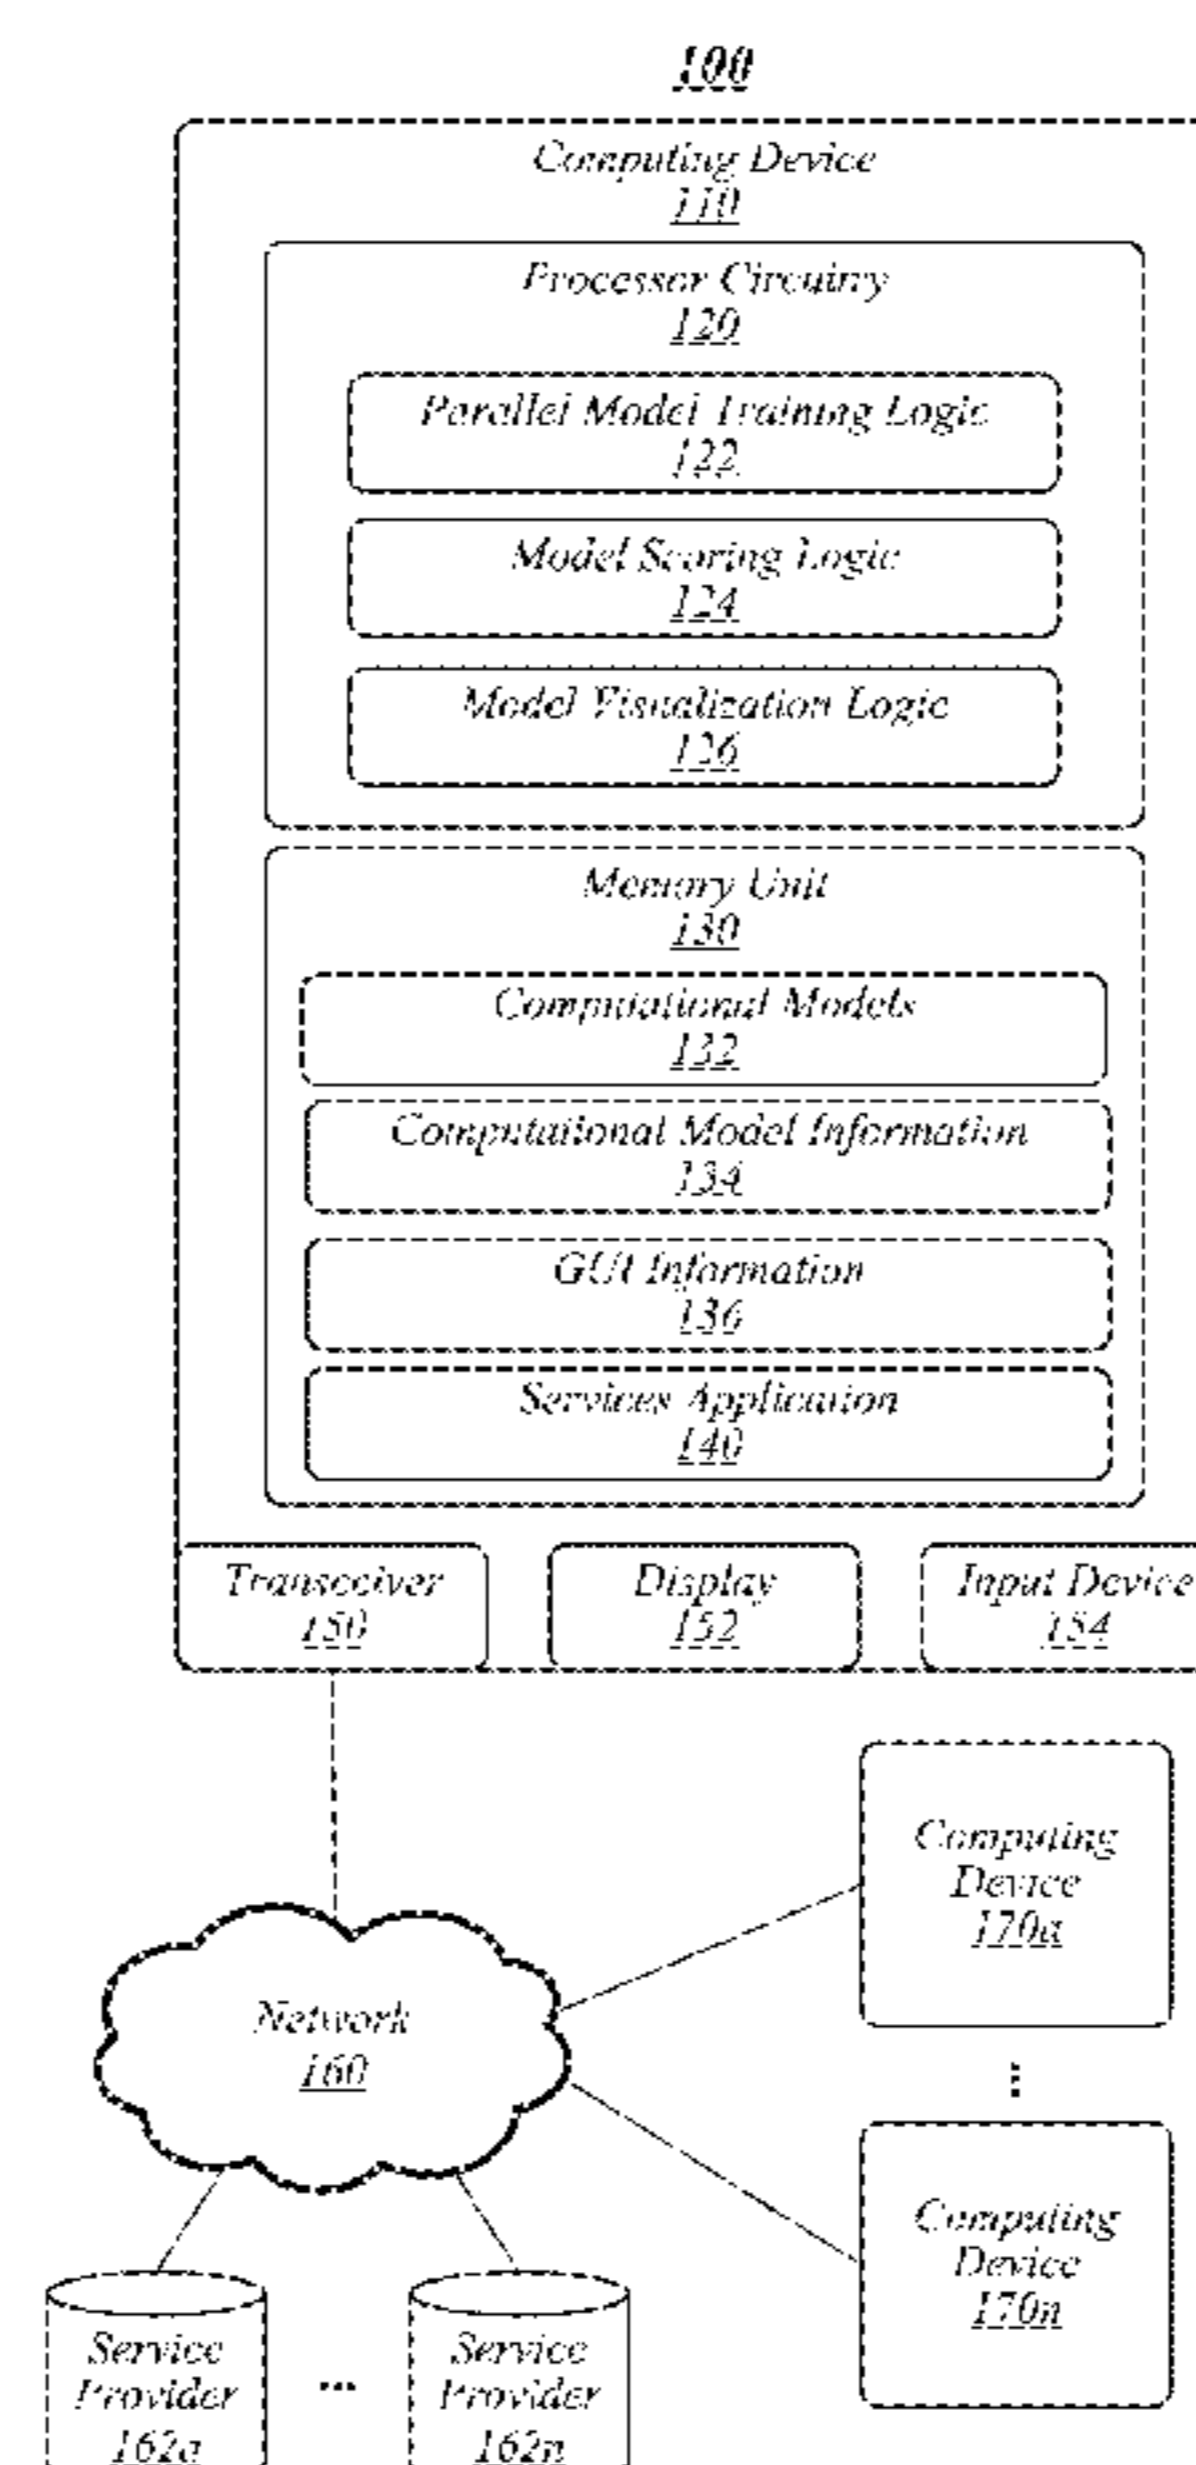 100
Computing Device
110
Processor Circuitry
120
Parallel Model Training Logic
122
Model Scoring Logic
124
Model Visualization Logic
126
Memory Unit
130
Computational Models
132
Computational Model Information
134
GUI Information
136
Services Application
140
Transceiver
150
Display
152
Input Device
154
Computing
Device
170a
Network
160
...
Computing
Device
170n
Service
Provider
162a
...
Service
Provider
162n